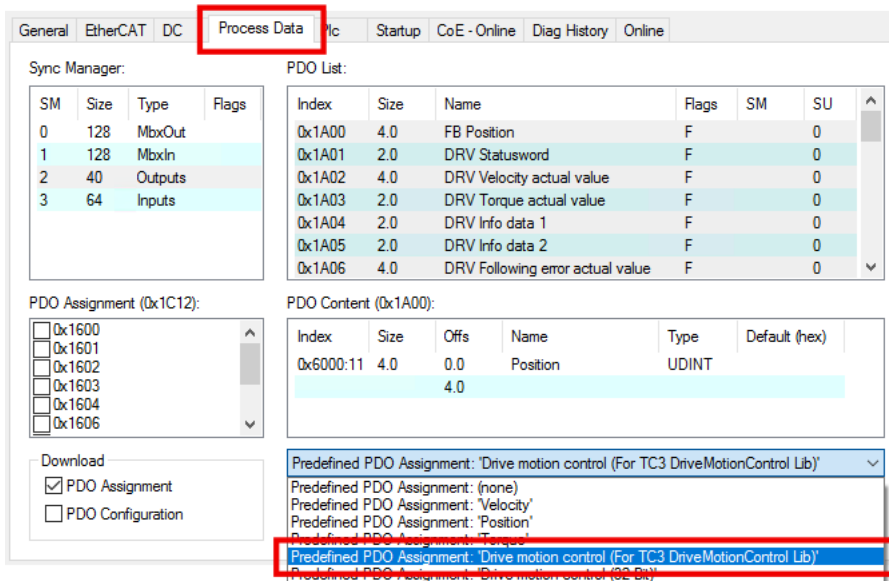 General EtherCAT DC Process Data Plc Startup CoE - Online Diag History Online
Sync Manager:
SM Size Type Flags
0 128 MbxOut
1 128 MbxIn
2 40 Outputs
3 64 Inputs
PDO List:
Index Size Name Flags SM SU
0x1A00 4.0 FB Position F 0
0x1A01 2.0 DRV Statusword F 0
0x1A02 4.0 DRV Velocity actual value F 0
0x1A03 2.0 DRV Torque actual value F 0
0x1A04 2.0 DRV Info data 1 F 0
0x1A05 2.0 DRV Info data 2 F 0
0x1A06 4.0 DRV Following error actual value F 0
PDO Assignment (0x1C12):
0x1600
0x1601
0x1602
0x1603
0x1604
0x1606
PDO Content (0x1A00):
Index Size Offs Name Type Default (hex)
0x6000:11 4.0 0.0 Position UDINT
4.0
Download
PDO Assignment
PDO Configuration
Predefined PDO Assignment: 'Drive motion control (For TC3 DriveMotionControl Lib)'
Predefined PDO Assignment: (none)
Predefined PDO Assignment: 'Velocity'
Predefined PDO Assignment: 'Position'
Predefined PDO Assignment: 'Torque'
Predefined PDO Assignment: 'Drive motion control (For TC3 DriveMotionControl Lib)'
Predefined PDO Assignment: 'Drive motion control (32 Bit)'